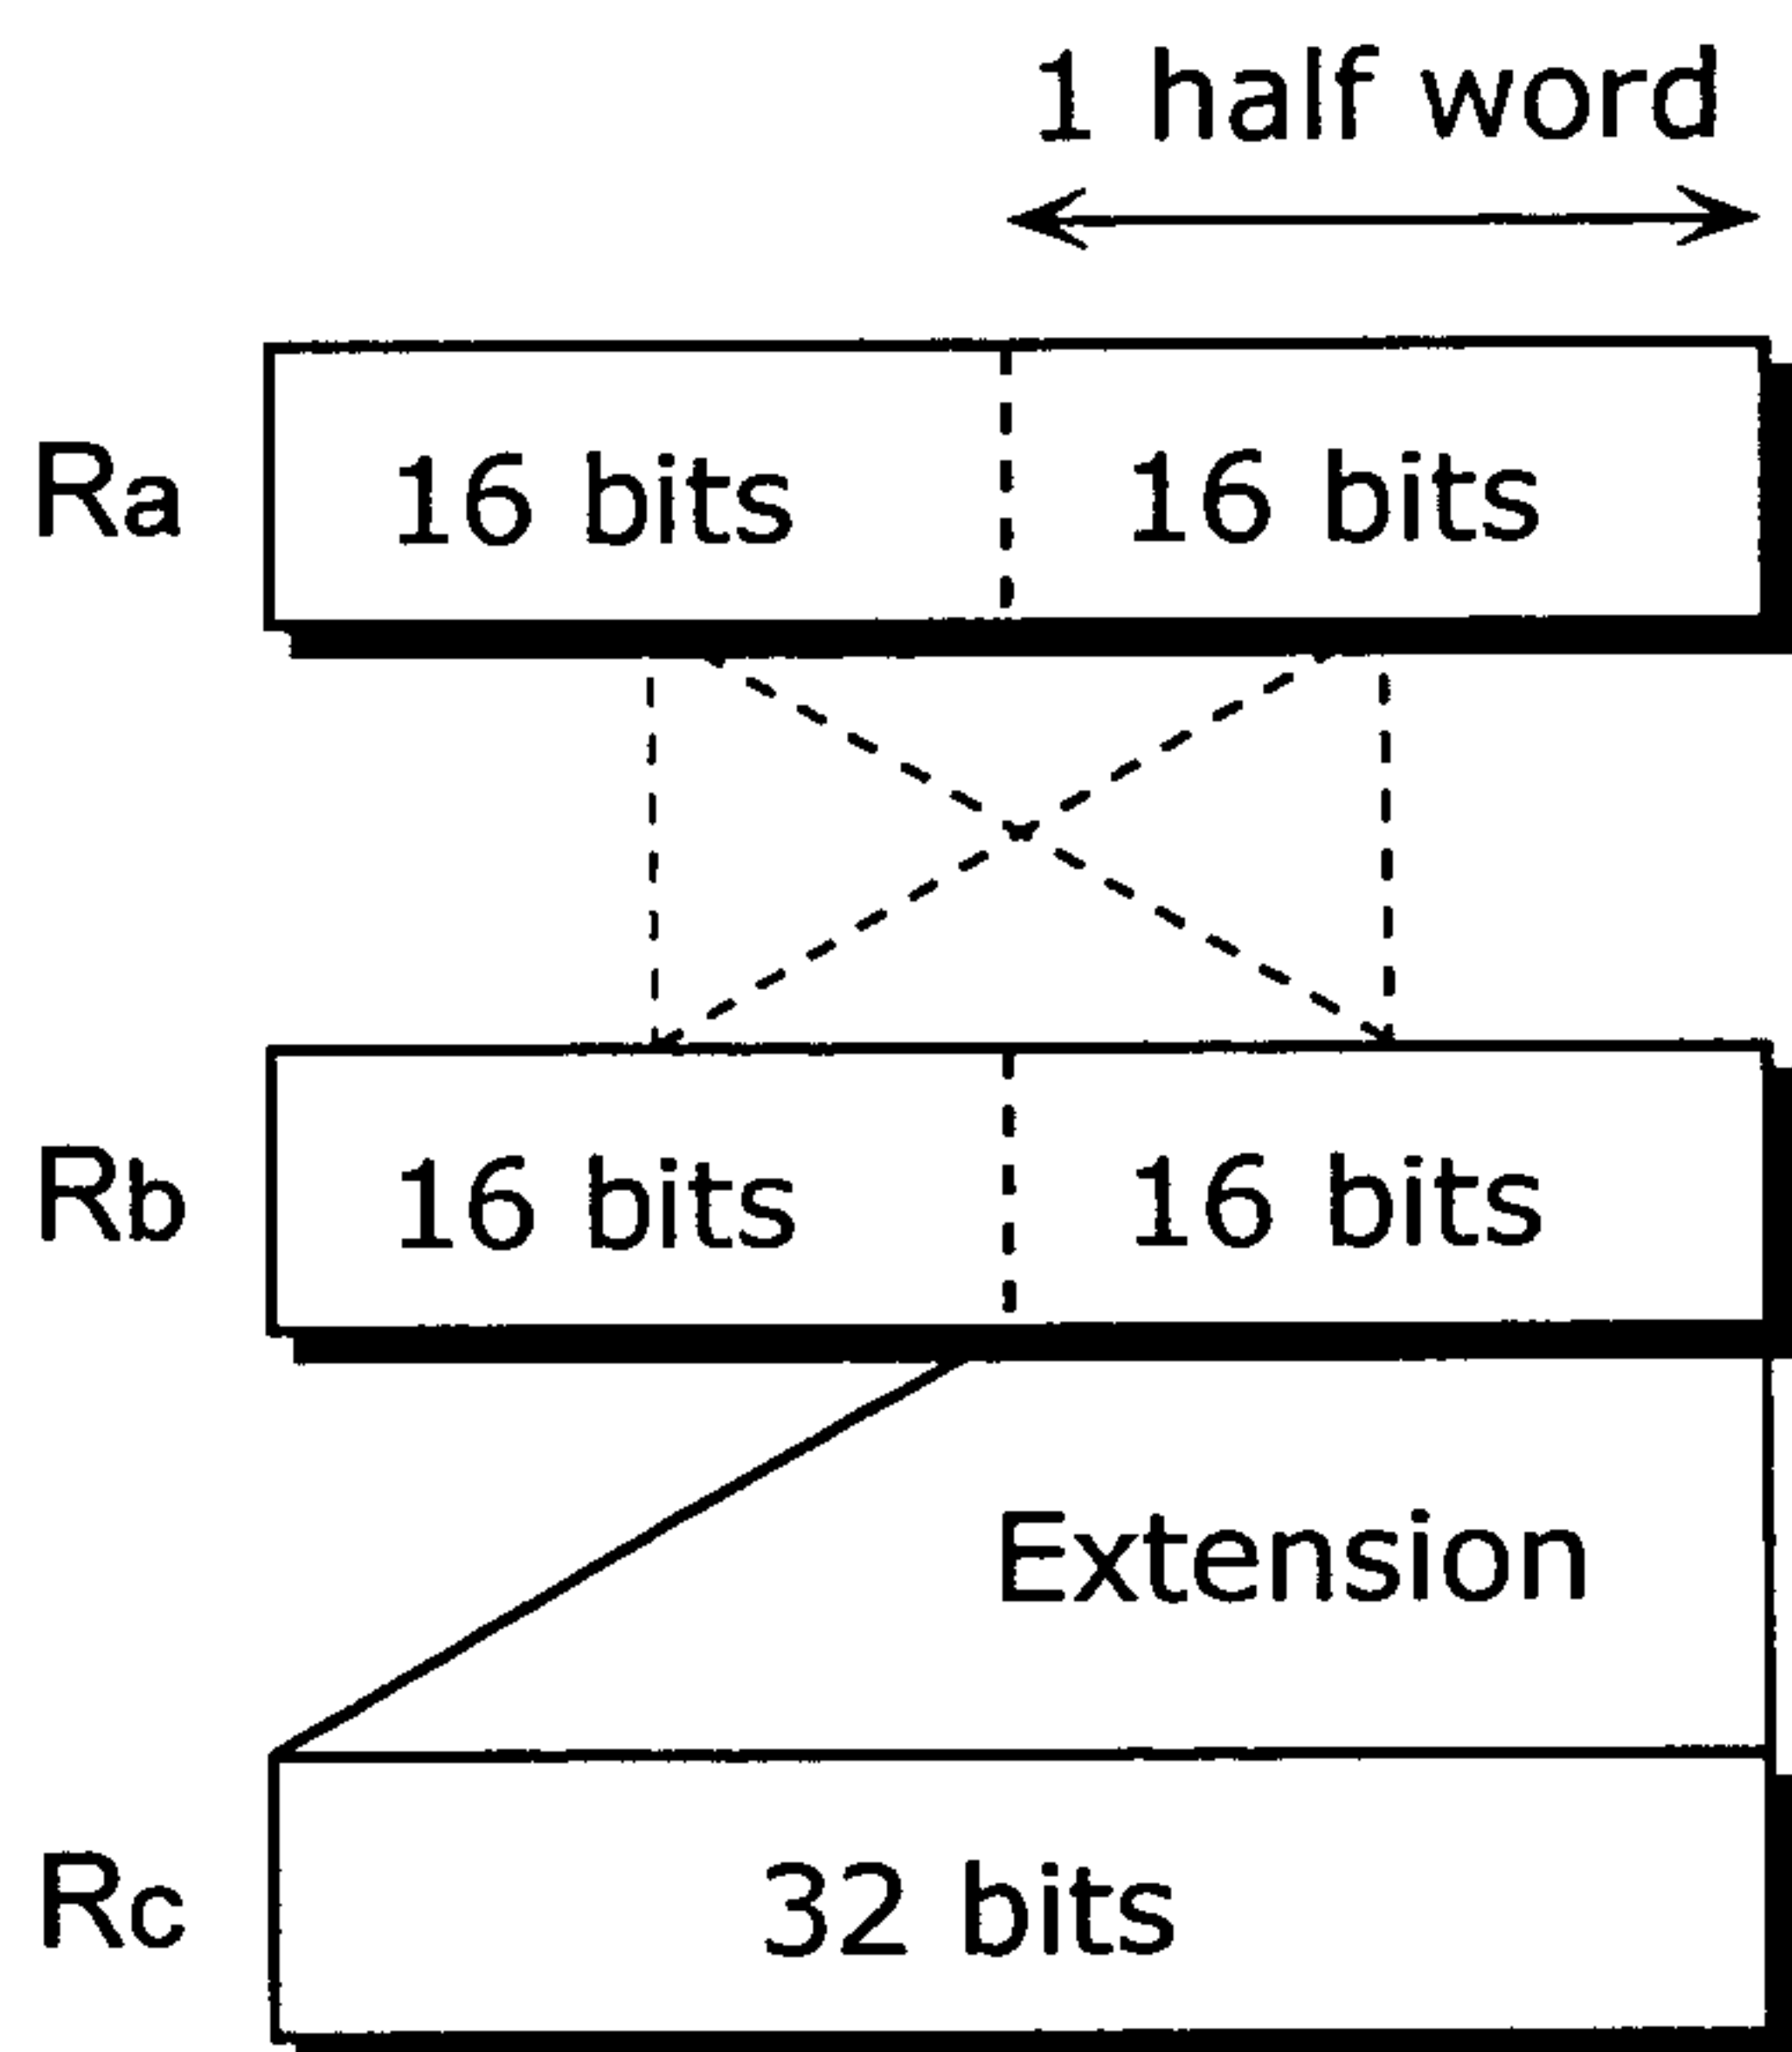 1 half word
Ra 16 bits 16 bits
Rb 16 bits 16 bits
Extension
Rc 32 bits